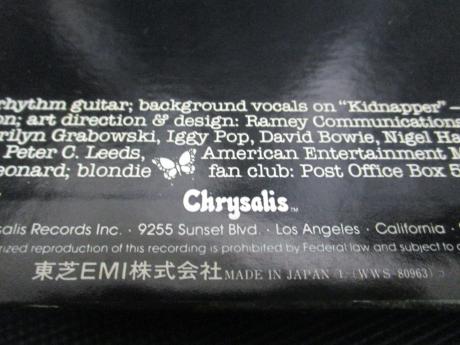 rhythm guitar; background vocals on "Kidnapper"—
on; art direction & design: Ramey Communications
rilyn Grabowski, Iggy Pop, David Bowie, Nigel Ha
Peter C. Leeds, American Entertainment M
eonard; blondie fan club: Post Office Box 5
Chrysalis™
salis Records Inc. · 9255 Sunset Blvd. · Los Angeles · California ·
rized reproduction of this recording is prohibited by Federal law and subject to c
東芝EMI株式会社 MADE IN JAPAN (WWS-80963)